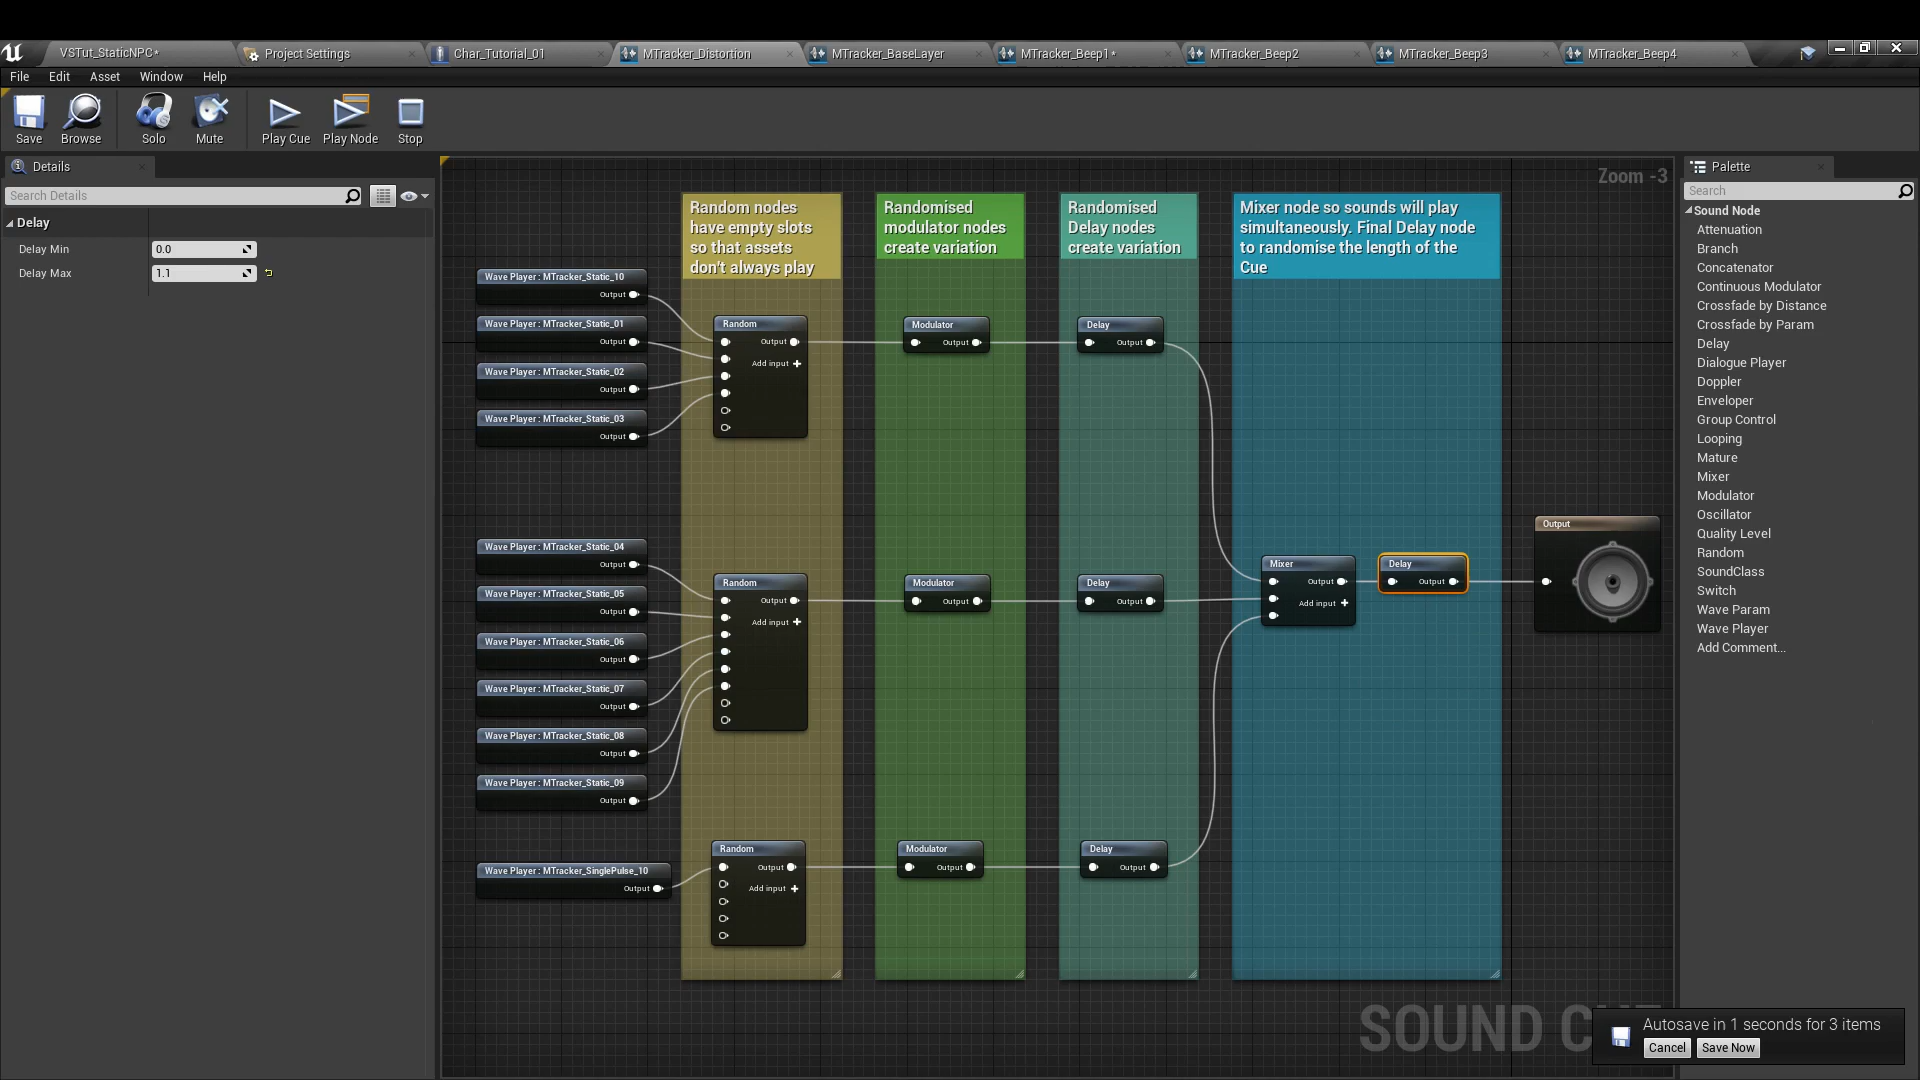 VSTut_StaticNPC*
Project Settings
Char_Tutorial_01
MTracker_Distortion
MTracker_BaseLayer
MTracker_Beep1*
MTracker_Beep2
MTracker_Beep3
MTracker_Beep4
File Edit Asset Window Help
Save Browse Solo Mute Play Cue Play Node Stop
Details
Search Details
Delay
Delay Min 0.0
Delay Max 1.1
Zoom -3
Random nodes
have empty slots
so that assets
don't always play
Randomised
modulator nodes
create variation
Randomised
Delay nodes
create variation
Mixer node so sounds will play
simultaneously. Final Delay node
to randomise the length of the
Cue
Wave Player : MTracker_Static_10
Output
Wave Player : MTracker_Static_01
Output
Wave Player : MTracker_Static_02
Output
Wave Player : MTracker_Static_03
Output
Random
Output
Add input
Modulator
Output
Delay
Output
Wave Player : MTracker_Static_04
Output
Wave Player : MTracker_Static_05
Output
Wave Player : MTracker_Static_06
Output
Wave Player : MTracker_Static_07
Output
Wave Player : MTracker_Static_08
Output
Wave Player : MTracker_Static_09
Output
Random
Output
Add input
Modulator
Output
Delay
Output
Mixer
Output
Add input
Delay
Output
Output
Wave Player : MTracker_SinglePulse_10
Output
Random
Output
Add input
Modulator
Output
Delay
Output
SOUND
Palette
Search
Sound Node
Attenuation
Branch
Concatenator
Continuous Modulator
Crossfade by Distance
Crossfade by Param
Delay
Dialogue Player
Doppler
Enveloper
Group Control
Looping
Mature
Mixer
Modulator
Oscillator
Quality Level
Random
SoundClass
Switch
Wave Param
Wave Player
Add Comment...
Autosave in 1 seconds for 3 items
Cancel Save Now